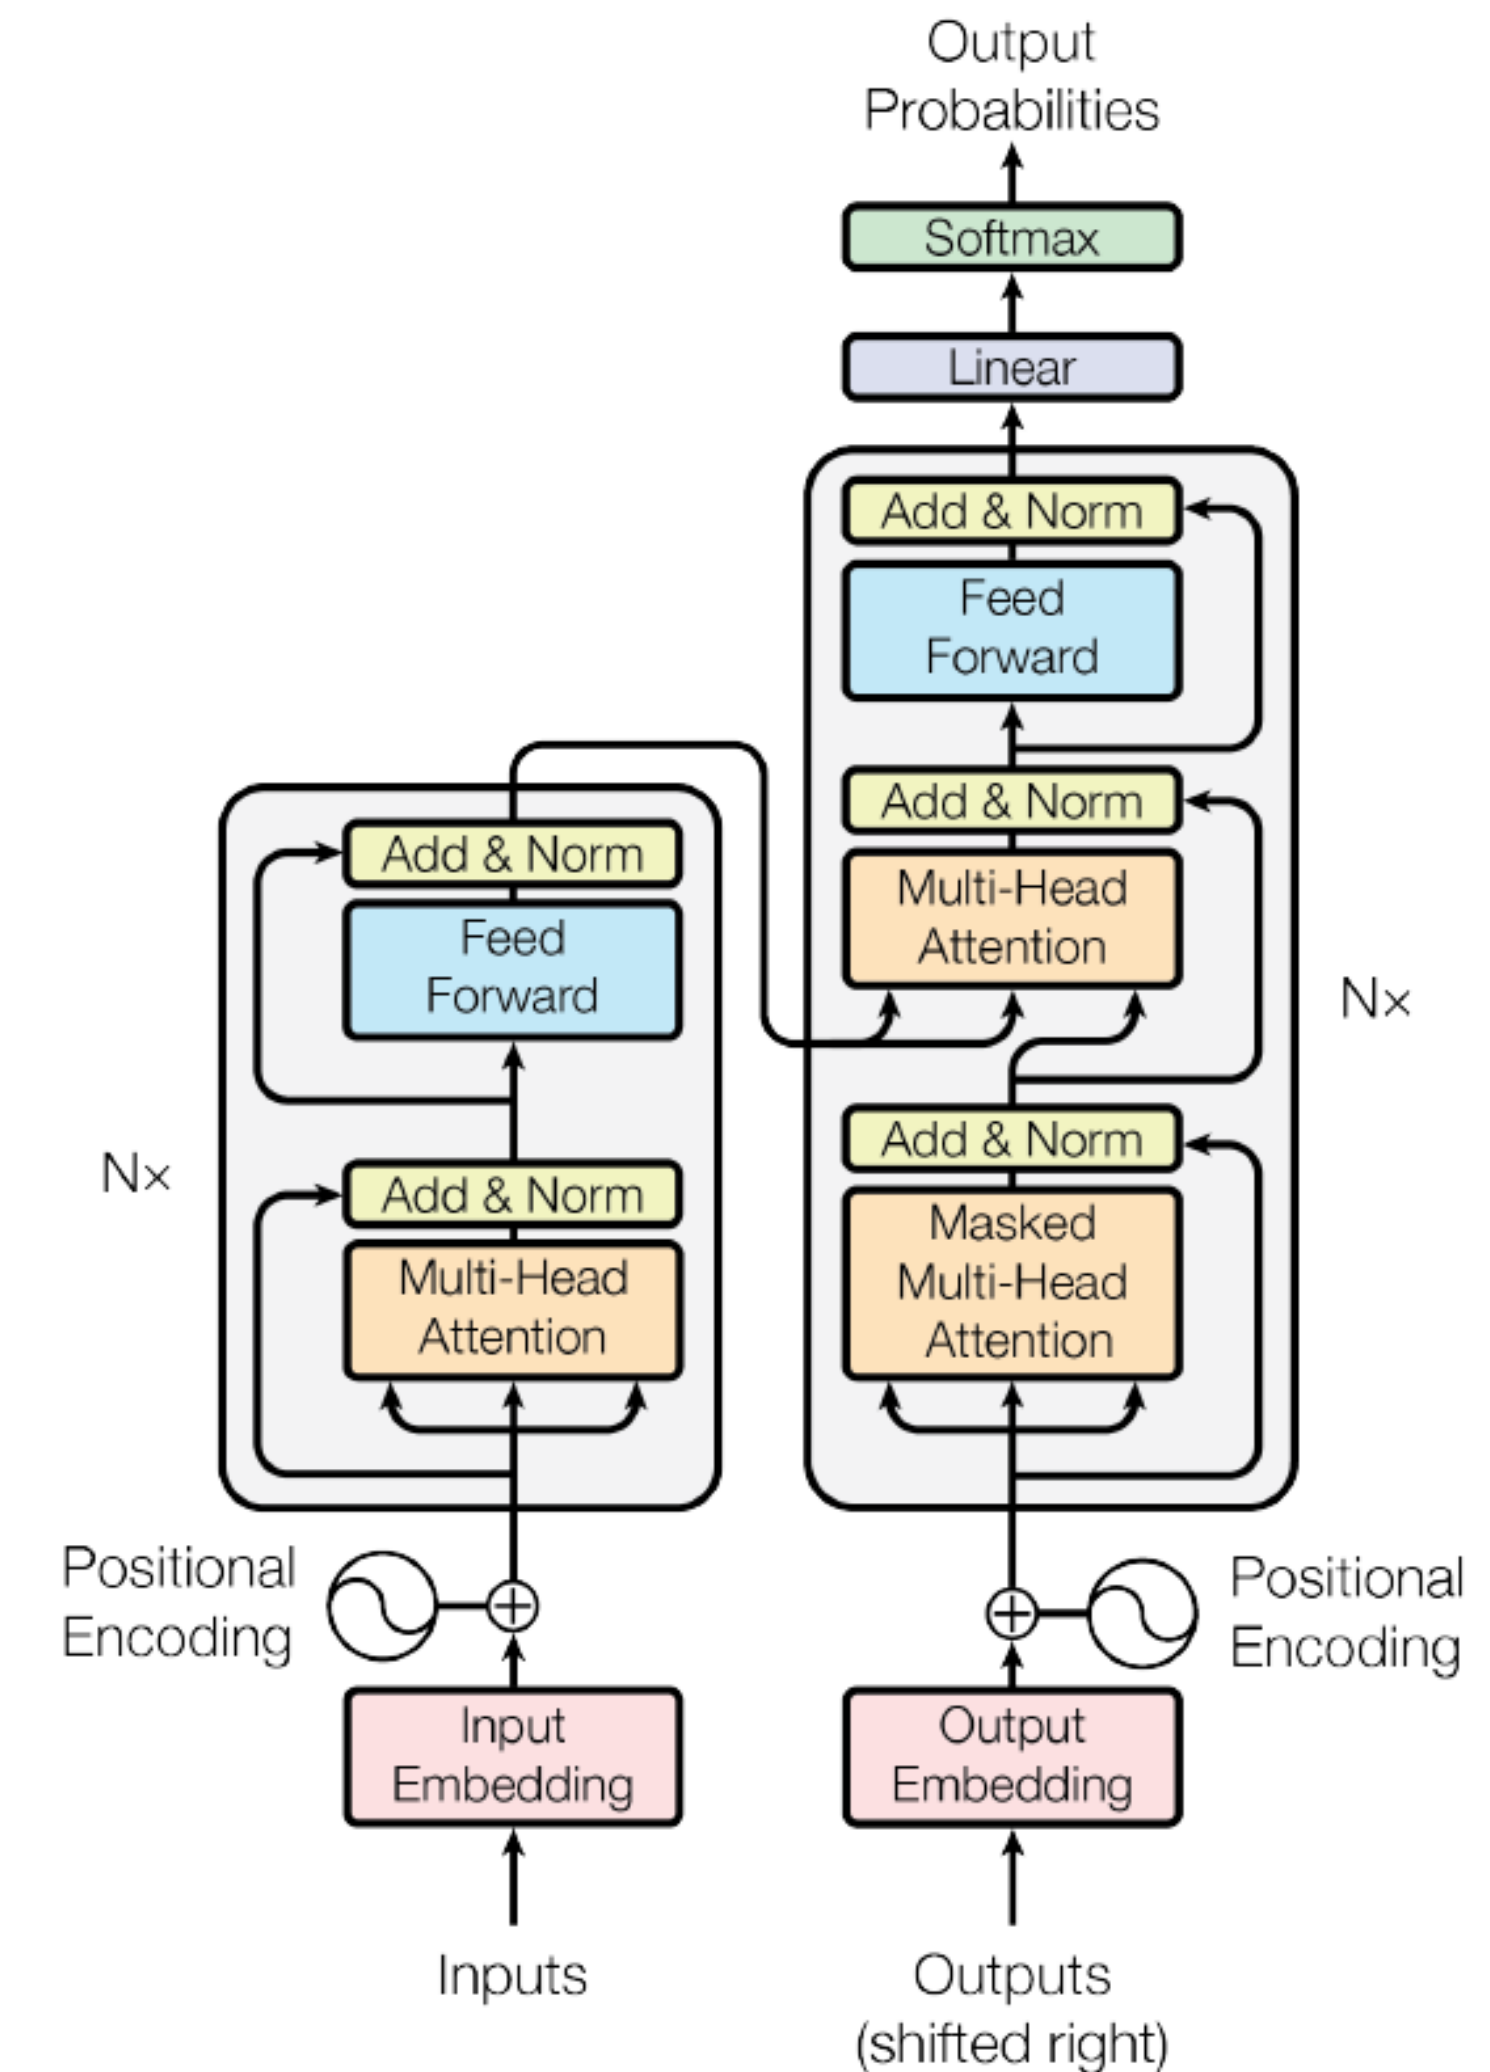 Output
Probabilities
Softmax
Linear
Add & Norm
Feed
Forward
Add & Norm
Multi-Head
Attention
Nx
Add & Norm
Masked
Multi-Head
Attention
Add & Norm
Feed
Forward
Nx
Add & Norm
Multi-Head
Attention
Positional
Encoding
Positional
Encoding
Input
Embedding
Output
Embedding
Inputs
Outputs
(shifted right)